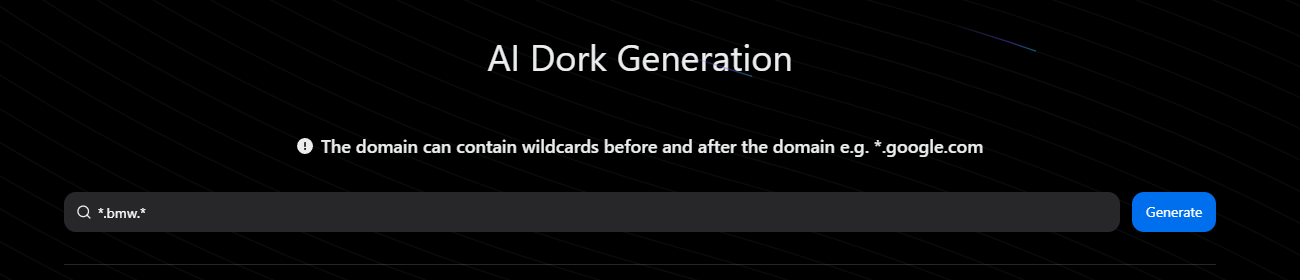 AI Dork Generation
The domain can contain wildcards before and after the domain e.g. *.google.com
*.bmw.*
Generate